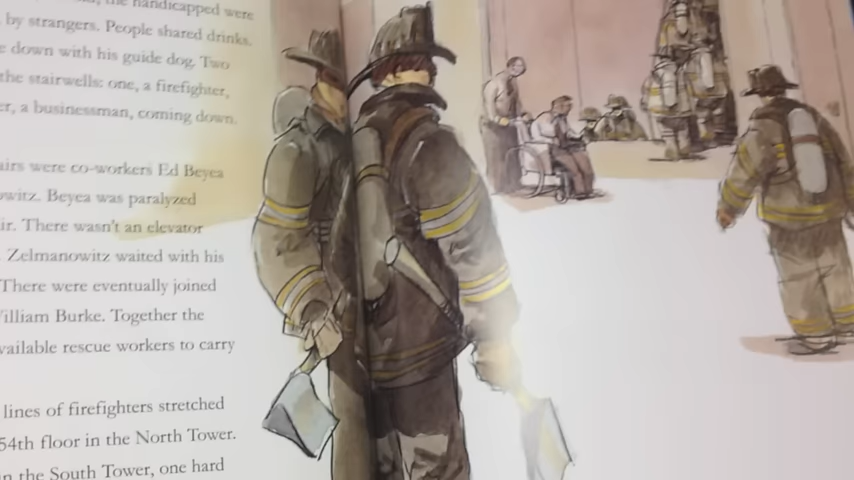 the handicapped were
by strangers. People shared drinks.
down with his guide dog. Two
the stairwells: one, a firefighter,
a businessman, coming down.
were co-workers Ed Beyea
Beyea was paralyzed
There wasn't an elevator
Zelmanowitz waited with his
There were eventually joined
William Burke. Together the
available rescue workers to carry
lines of firefighters stretched
54th floor in the North Tower.
in the South Tower, one hard